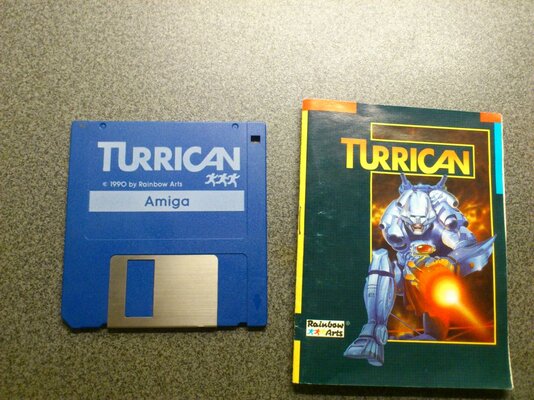 TURRICAN
© 1990 by Rainbow Arts
Amiga
TURRICAN
Rainbow
Arts